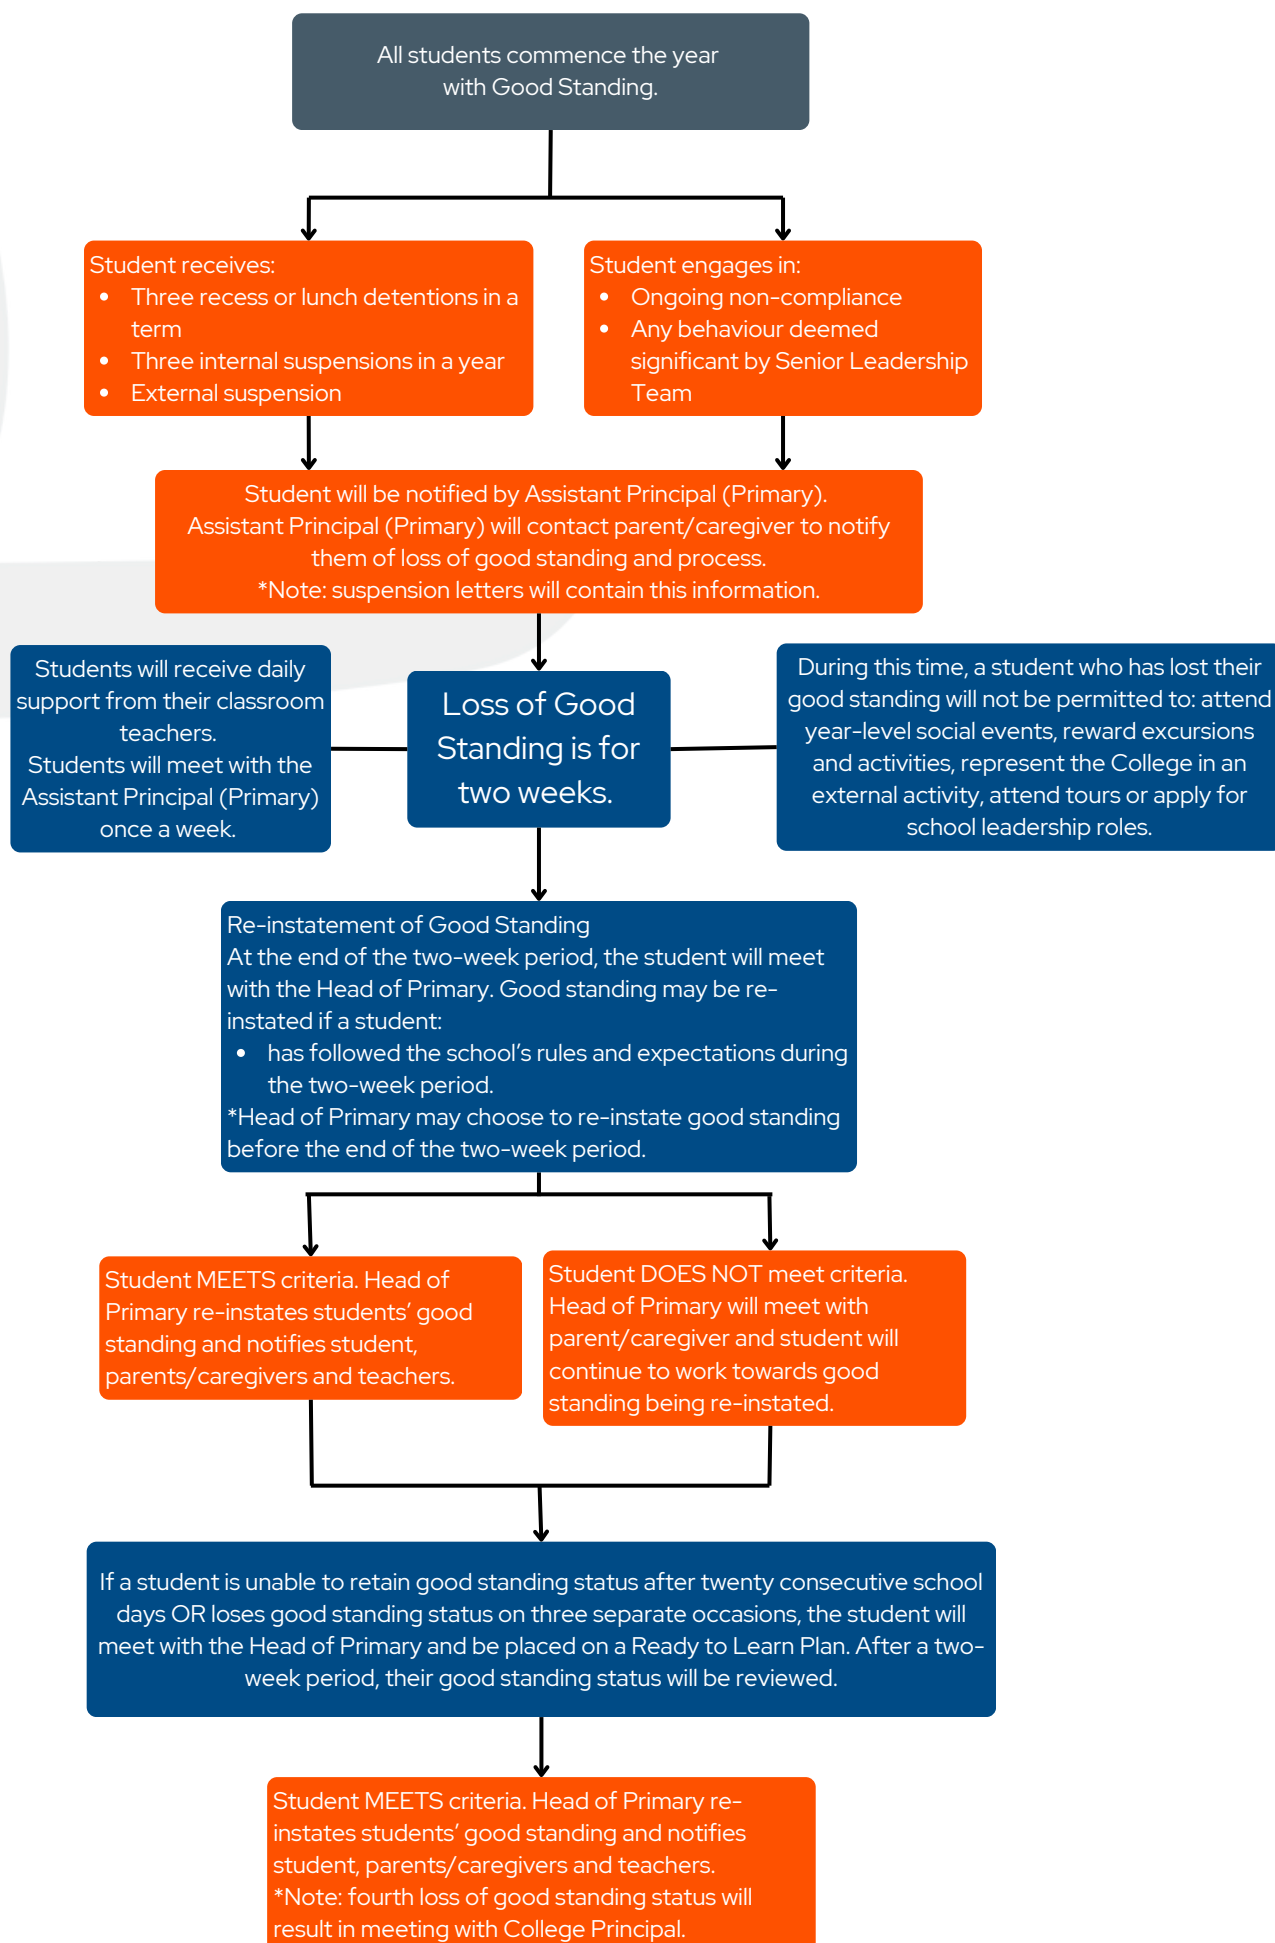 All students commence the year
with Good Standing.
Student receives:
• Three recess or lunch detentions in a
term
• Three internal suspensions in a year
• External suspension
Student engages in:
• Ongoing non-compliance
• Any behaviour deemed
significant by Senior Leadership
Team
Student will be notified by Assistant Principal (Primary).
Assistant Principal (Primary) will contact parent/caregiver to notify
them of loss of good standing and process.
*Note: suspension letters will contain this information.
Students will receive daily
support from their classroom
teachers.
Students will meet with the
Assistant Principal (Primary)
once a week.
Loss of Good
Standing is for
two weeks.
During this time, a student who has lost their
good standing will not be permitted to: attend
year-level social events, reward excursions
and activities, represent the College in an
external activity, attend tours or apply for
school leadership roles.
Re-instatement of Good Standing
At the end of the two-week period, the student will meet
with the Head of Primary. Good standing may be re-
instated if a student:
• has followed the school's rules and expectations during
the two-week period.
*Head of Primary may choose to re-instate good standing
before the end of the two-week period.
Student MEETS criteria. Head of
Primary re-instates students' good
standing and notifies student,
parents/caregivers and teachers.
Student DOES NOT meet criteria.
Head of Primary will meet with
parent/caregiver and student will
continue to work towards good
standing being re-instated.
If a student is unable to retain good standing status after twenty consecutive school
days OR loses good standing status on three separate occasions, the student will
meet with the Head of Primary and be placed on a Ready to Learn Plan. After a two-
week period, their good standing status will be reviewed.
Student MEETS criteria. Head of Primary re-
instates students' good standing and notifies
student, parents/caregivers and teachers.
*Note: fourth loss of good standing status will
result in meeting with College Principal.